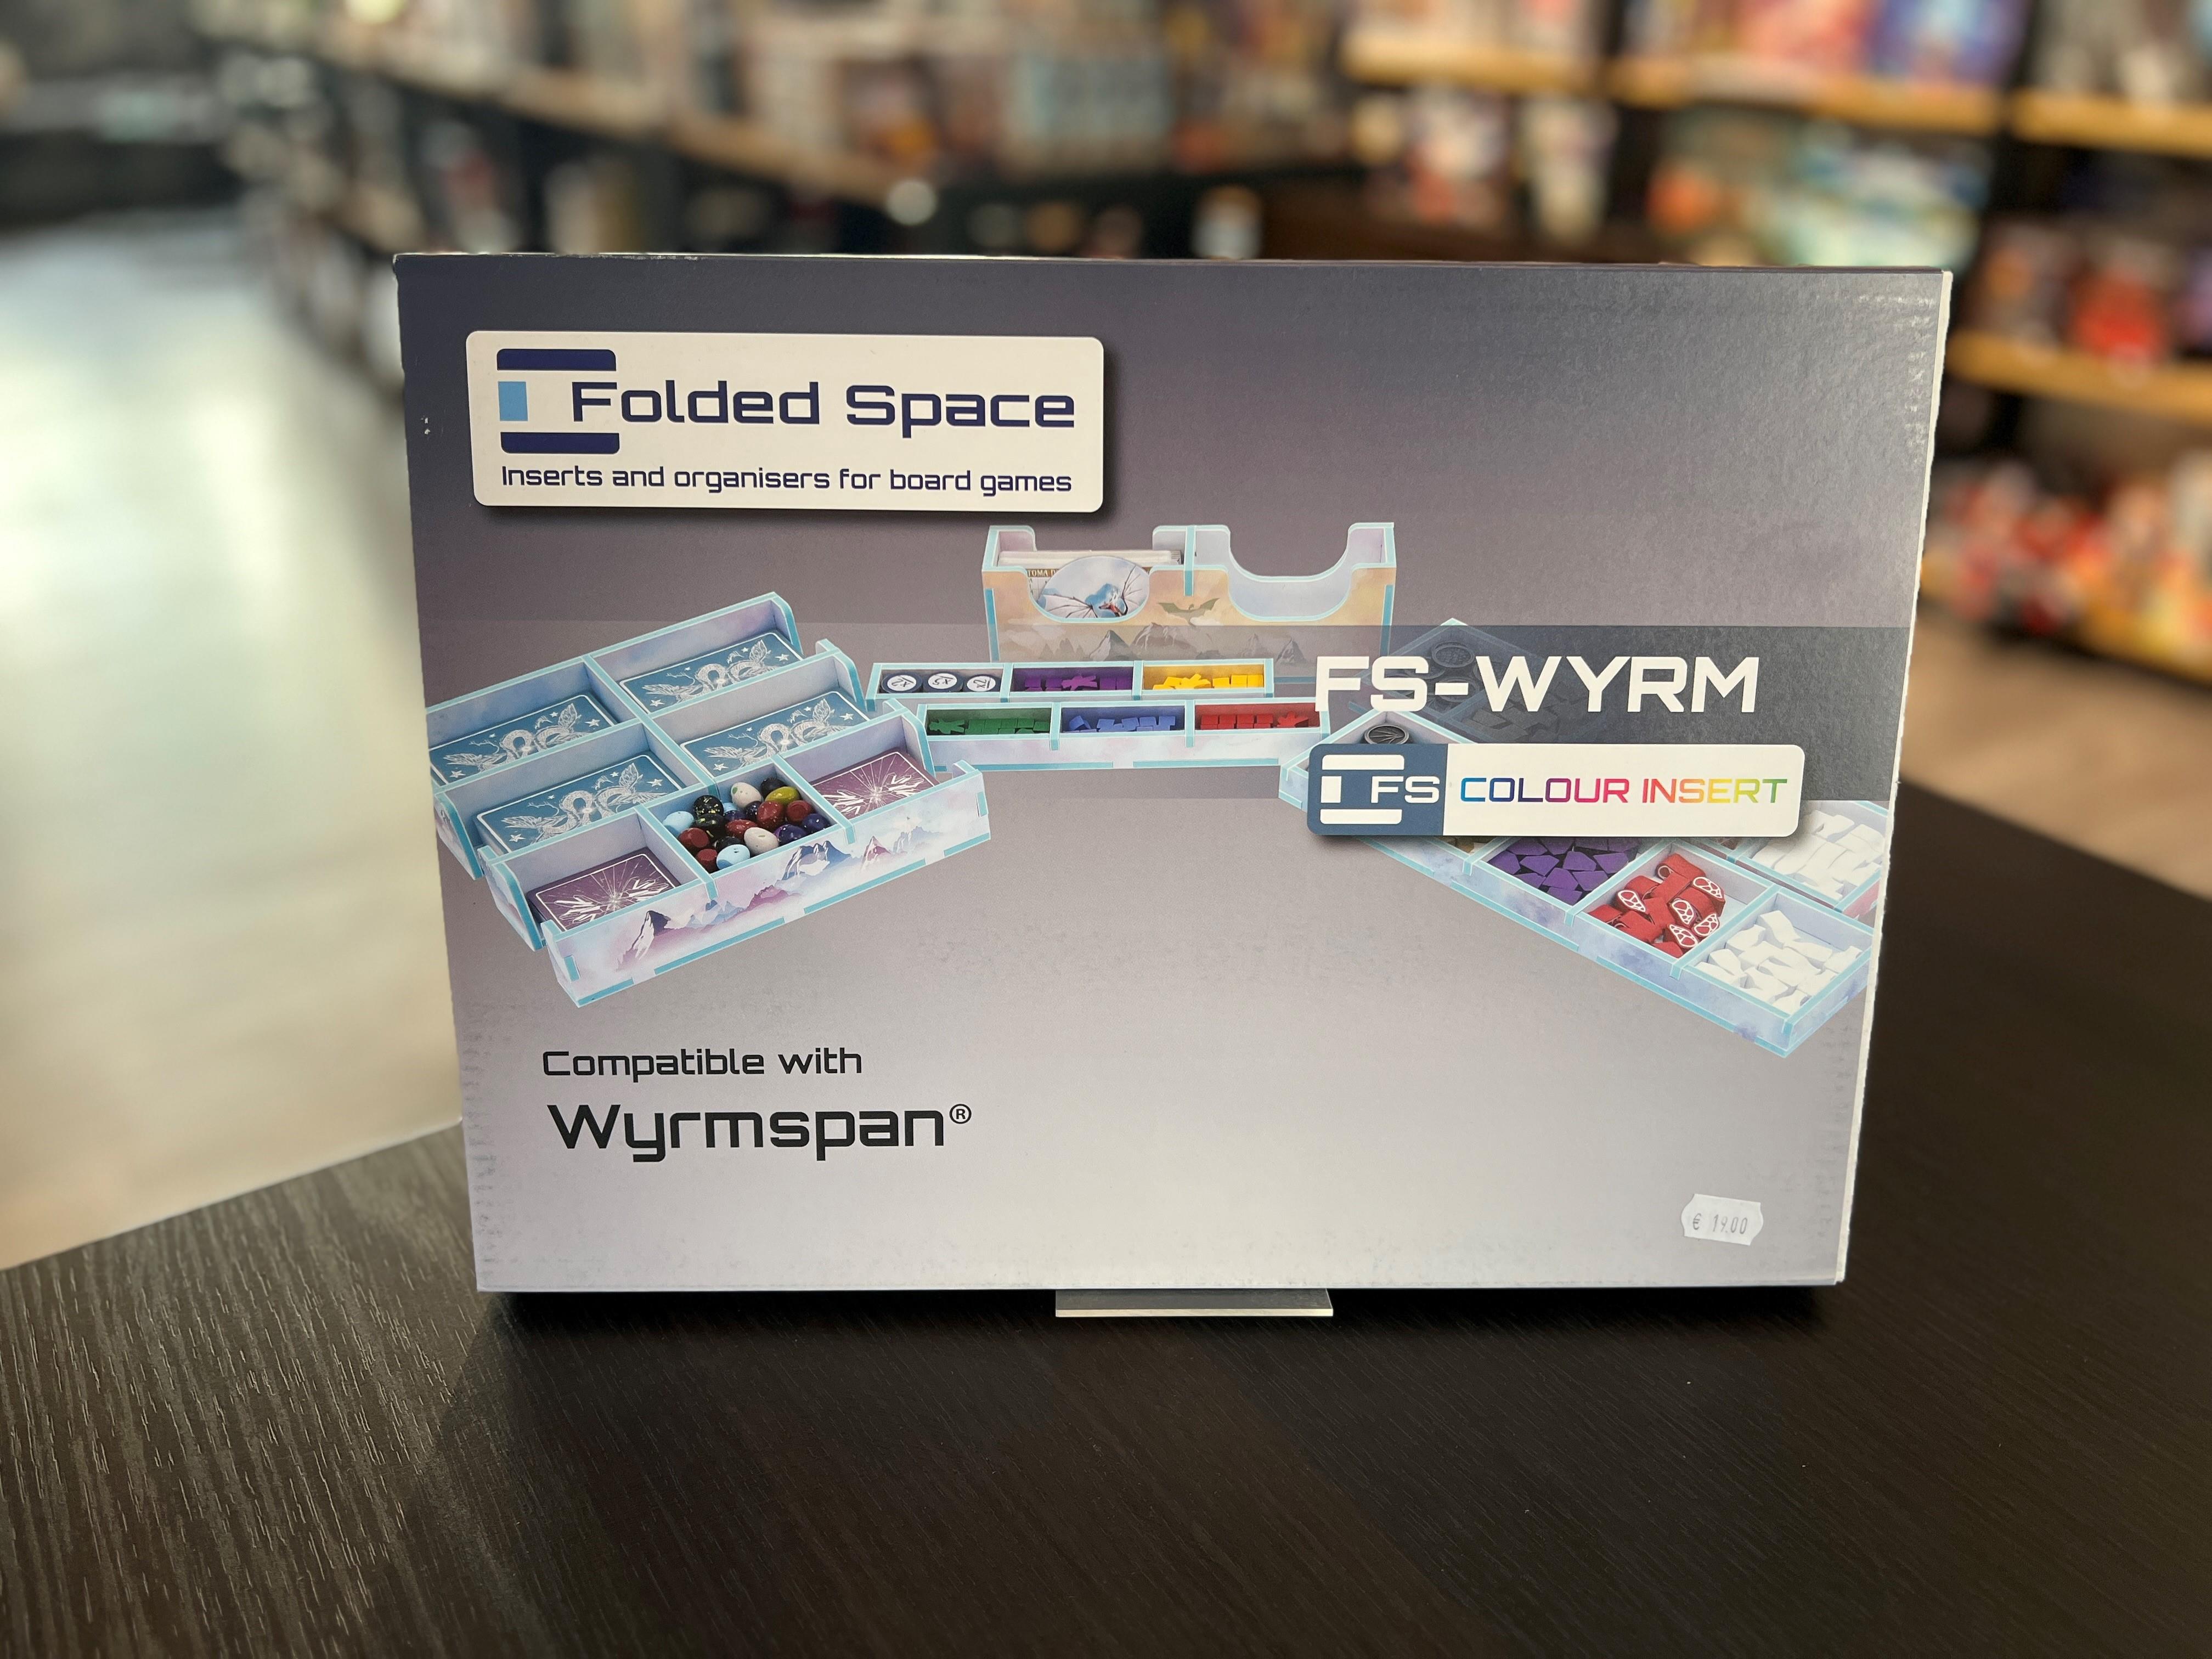 Folded Space
Inserts and organisers for board games
FS-WYRM
FS COLOUR INSERT
Compatible with
Wyrmspan®
€ 19.00